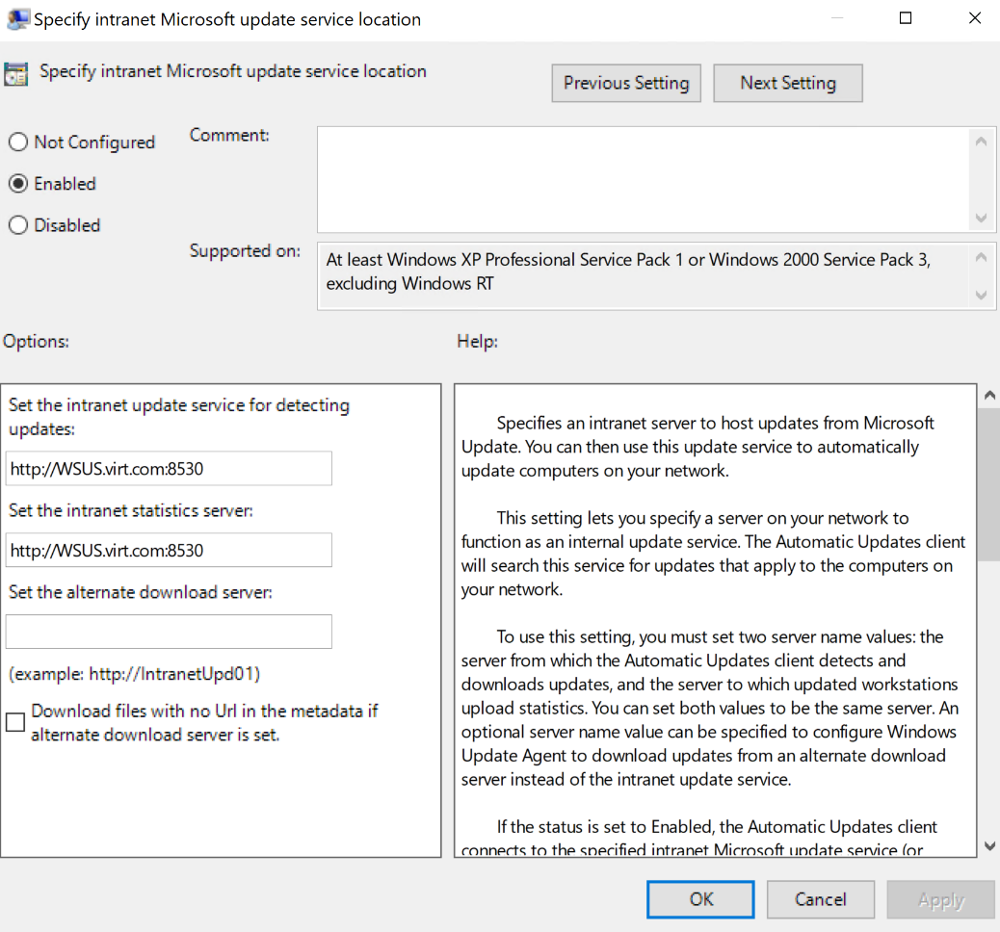 Specify intranet Microsoft update service location
Specify intranet Microsoft update service location
Previous Setting
Next Setting
Not Configured
Enabled
Disabled
Comment:
Supported on:
At least Windows XP Professional Service Pack 1 or Windows 2000 Service Pack 3,
excluding Windows RT
Options:
Help:
Set the intranet update service for detecting
updates:
http://WSUS.virt.com:8530
Set the intranet statistics server:
http://WSUS.virt.com:8530
Set the alternate download server:
(example: http://IntranetUpd01)
Download files with no Url in the metadata if
alternate download server is set.
Specifies an intranet server to host updates from Microsoft
Update. You can then use this update service to automatically
update computers on your network.
This setting lets you specify a server on your network to
function as an internal update service. The Automatic Updates client
will search this service for updates that apply to the computers on
your network.
To use this setting, you must set two server name values: the
server from which the Automatic Updates client detects and
downloads updates, and the server to which updated workstations
upload statistics. You can set both values to be the same server. An
optional server name value can be specified to configure Windows
Update Agent to download updates from an alternate download
server instead of the intranet update service.
If the status is set to Enabled, the Automatic Updates client
connects to the specified intranet Microsoft update service (or
OK
Cancel
Apply